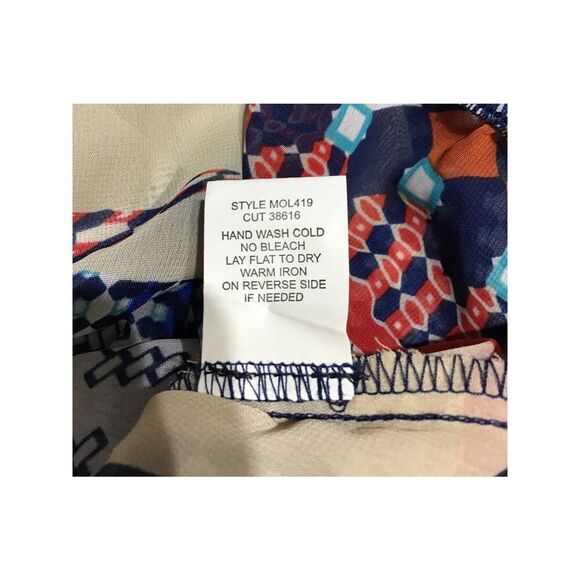 STYLE MOL419
CUT 38616
HAND WASH COLD
NO BLEACH
LAY FLAT TO DRY
WARM IRON
ON REVERSE SIDE
IF NEEDED